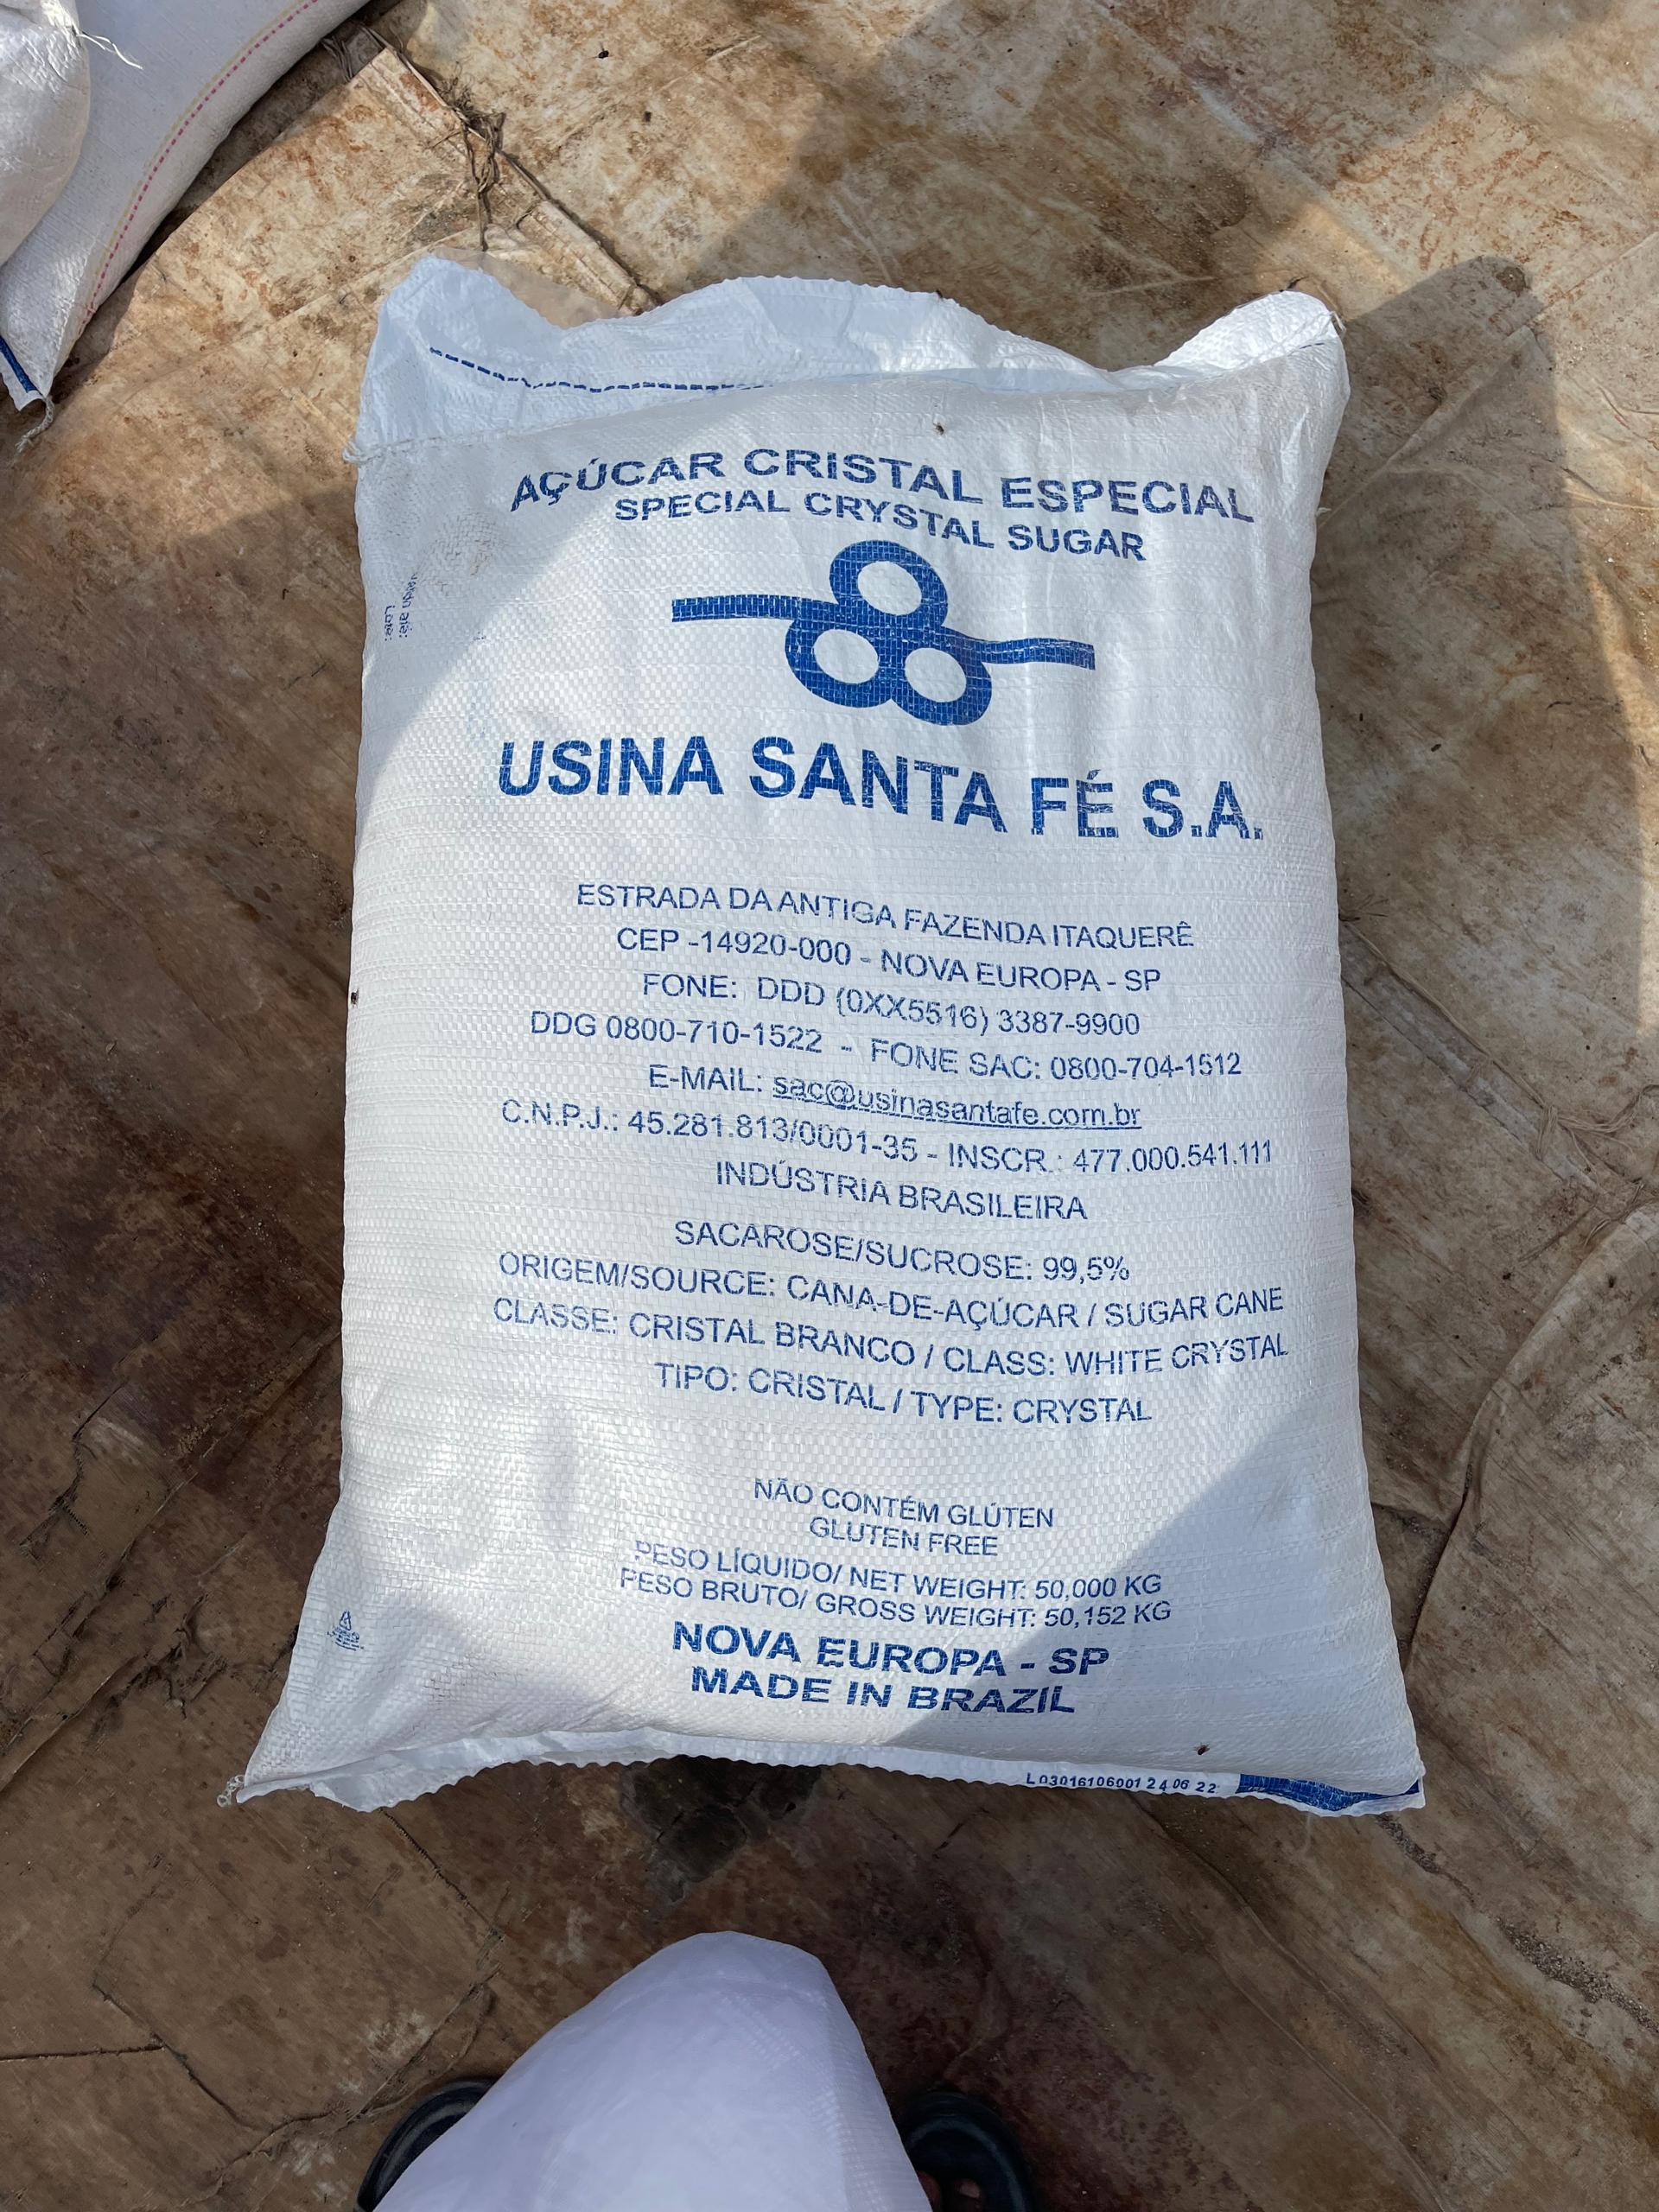 AÇÚCAR CRISTAL ESPECIAL
SPECIAL CRYSTAL SUGAR
USINA SANTA FÉ S.A.
ESTRADA DA ANTIGA FAZENDA ITAQUERÊ
CEP -14920-000 - NOVA EUROPA - SP
FONE: DDD (0XX5516) 3387-9900
DDG 0800-710-1522 - FONE SAC: 0800-704-1512
E-MAIL: sac@usinasantafe.com.br
C.N.P.J.: 45.281.813/0001-35 - INSCR.: 477.000.541.111
INDÚSTRIA BRASILEIRA
SACAROSE/SUCROSE: 99,5%
ORIGEM/SOURCE: CANA-DE-AÇÚCAR / SUGAR CANE
CLASSE: CRISTAL BRANCO / CLASS: WHITE CRYSTAL
TIPO: CRISTAL / TYPE: CRYSTAL
NÃO CONTÉM GLÚTEN
GLUTEN FREE
PESO LÍQUIDO/ NET WEIGHT: 50,000 KG
PESO BRUTO/ GROSS WEIGHT: 50,152 KG
NOVA EUROPA - SP
MADE IN BRAZIL
L03016106001 24 06 22
Lote: